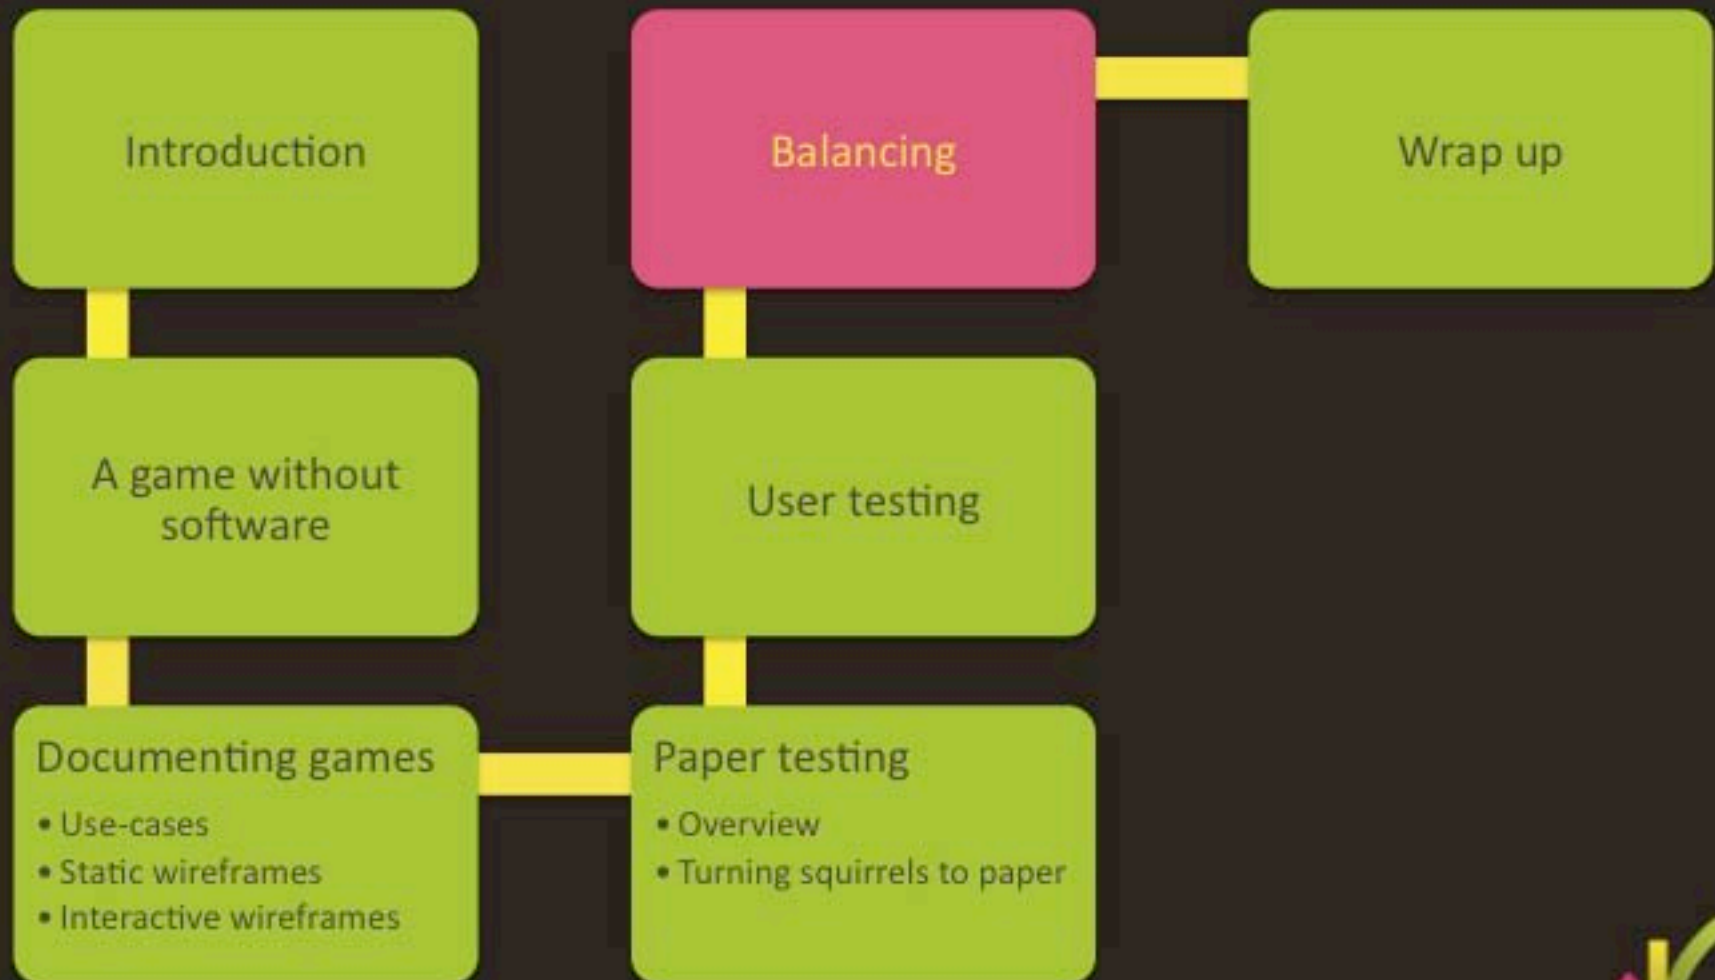 Introduction
A game without
software
Documenting games
• Use-cases
• Static wireframes
• Interactive wireframes
Paper testing
• Overview
• Turning squirrels to paper
User testing
Balancing
Wrap up